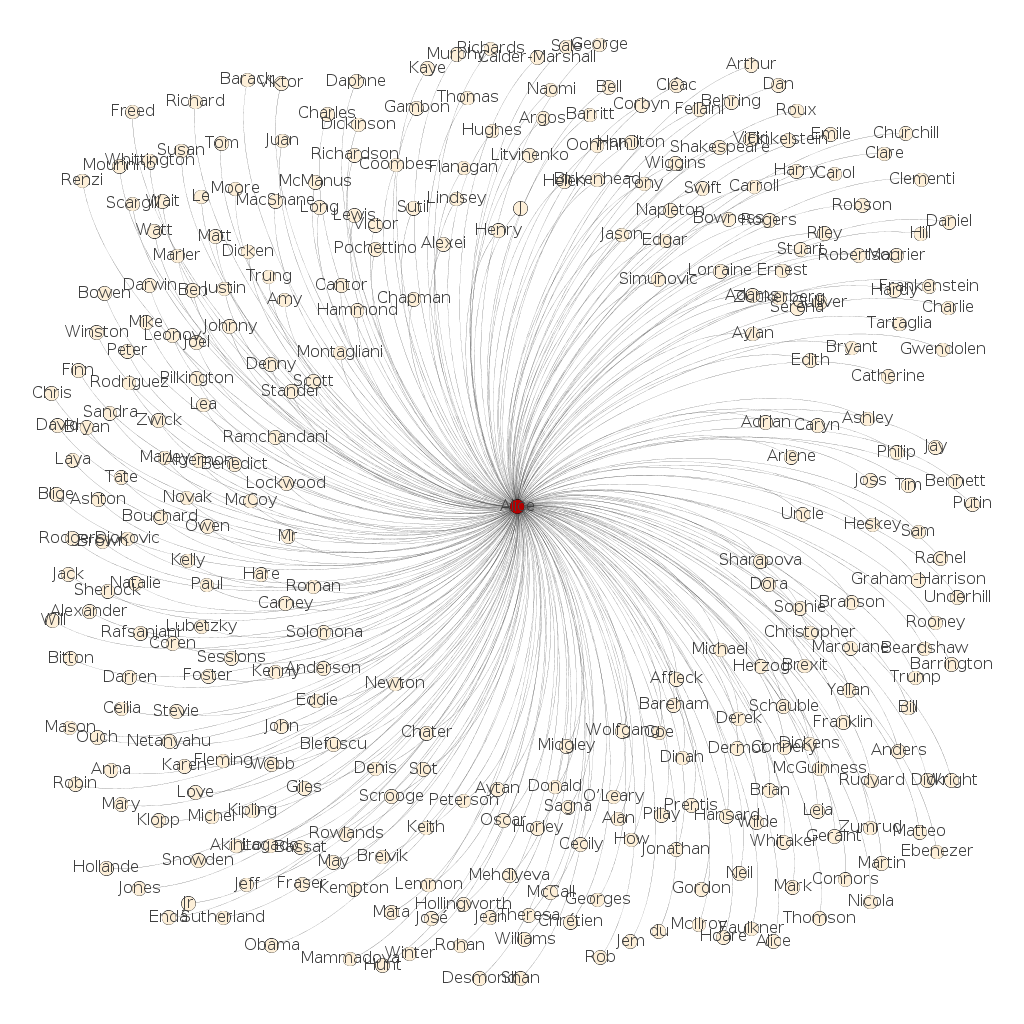 George
Sale
Richards
Murphy
Calder-Marshall
Arthur
Kaye
Barack
Viktor
Daphne
Naomi
Bell
Cleac
Dan
Thomas
Richard
Gambon
Corbyn
Behring
Fellaini
Roux
Freed
Charles
Dickinson
Argos
Barritt
Hughes
Vicki
Emile
Churchill
Tom
Juan
Hamilton
Shakespeare
Susan
Richardson
Litvinenko
Clare
Whittington
Mourinho
Coombes
Flanagan
Wiggins
Harry
Carol
Renzi
McManus
Helen
Birkenhead
Tony
Swift
Carroll
Clementi
Moore
Le
Wait
Scargill
MacShane
Long
Lewis
Sutil
Lindsey
J
Napleton
Robson
Victor
Bowness
Rogers
Daniel
Watt
Matt
Henry
Jason
Edgar
Riley
Hill
Marler
Dicken
Pochettino
Alexei
Stuart
Robertson
Maurier
Trung
Lorraine
Ernest
Simunovic
Darwin
Ben
Justin
Cantor
Frankenstein
Hardy
Bowen
Amy
Chapman
Adams
Zuckerberg
Gulliver
Serena
Charlie
Hammond
Mike
Johnny
Tartaglia
Winston
Leonov
Joel
Aylan
Peter
Montagliani
Bryant
Gwendolen
Edith
Finn
Denny
Catherine
Rodriguez
Pilkington
Scott
Stander
Chris
Lea
Sandra
Zwick
Ashley
David
Bryan
Adrian
Caryn
Ramchandani
Jay
Philip
Laya
Marley
Algernon
Benedict
Arlene
Tate
Lockwood
Joss
Tim
Bennett
Blige
Ashton
Novak
McCoy
Putin
Bouchard
Owen
Uncle
Heskey
Sam
Rodgers
Brown
Djokovic
Mr
Kelly
Sharapova
Rachel
Jack
Natalie
Hare
Paul
Roman
Dora
Graham-Harrison
Sherlock
Carney
Underhill
Alexander
Will
Sophie
Branson
Rafsanjani
Lubetzky
Solomona
Rooney
Christopher
Coren
Marouane
Beardshaw
Michael
Bitton
Sessions
Kenny
Anderson
Herzog
Brexit
Barrington
Darren
Foster
Newton
Affleck
Trump
Yellan
Ceilia
Stevie
Eddie
Bareham
Schauble
Bill
Derek
Franklin
Mason
Ouch
John
Chater
Wolfgang
Coe
Netanyahu
Blefuscu
Midgley
Dermot
Connery
Dickens
Anders
Karen
Fleming
Webb
Dinah
Anna
Denis
Slot
McGuinness
Robin
Love
Giles
Aytan
Donald
Brian
Rudyard
Didi
Wright
Mary
Scrooge
Peterson
Sagna
O'Leary
Prentis
Klopp
Michel
Kipling
Oscar
Horley
Alan
Pillay
Hansard
Wilde
Leia
Zumrud
Matteo
Keith
Rowlands
How
Whitaker
Geraint
Cecily
Jonathan
Ebenezer
Snowden
Bassat
May
Breivik
Martin
Hollande
Mehdiyeva
Neil
Connors
Jones
Jeff
Fraser
Kempton
Lemmon
McCall
Gordon
Mark
Georges
Jr
Hollingworth
Nicola
Enda
Sutherland
Mata
José
Jean
Theresa
Chrétien
Thomson
McIlroy
Faulkner
Obama
Rohan
Williams
Jem
du
Hoare
Alice
Mammadova
Hunt
Winter
Rob
Desmond
Sian